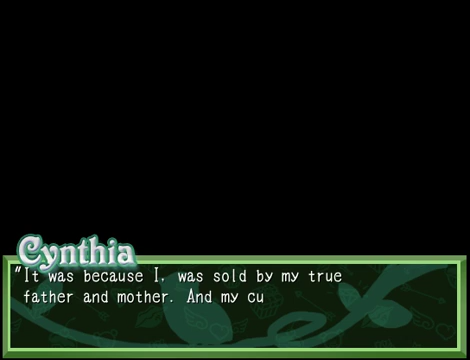 Cynthia
“It was because I, was sold by my true
father and mother. And my cu